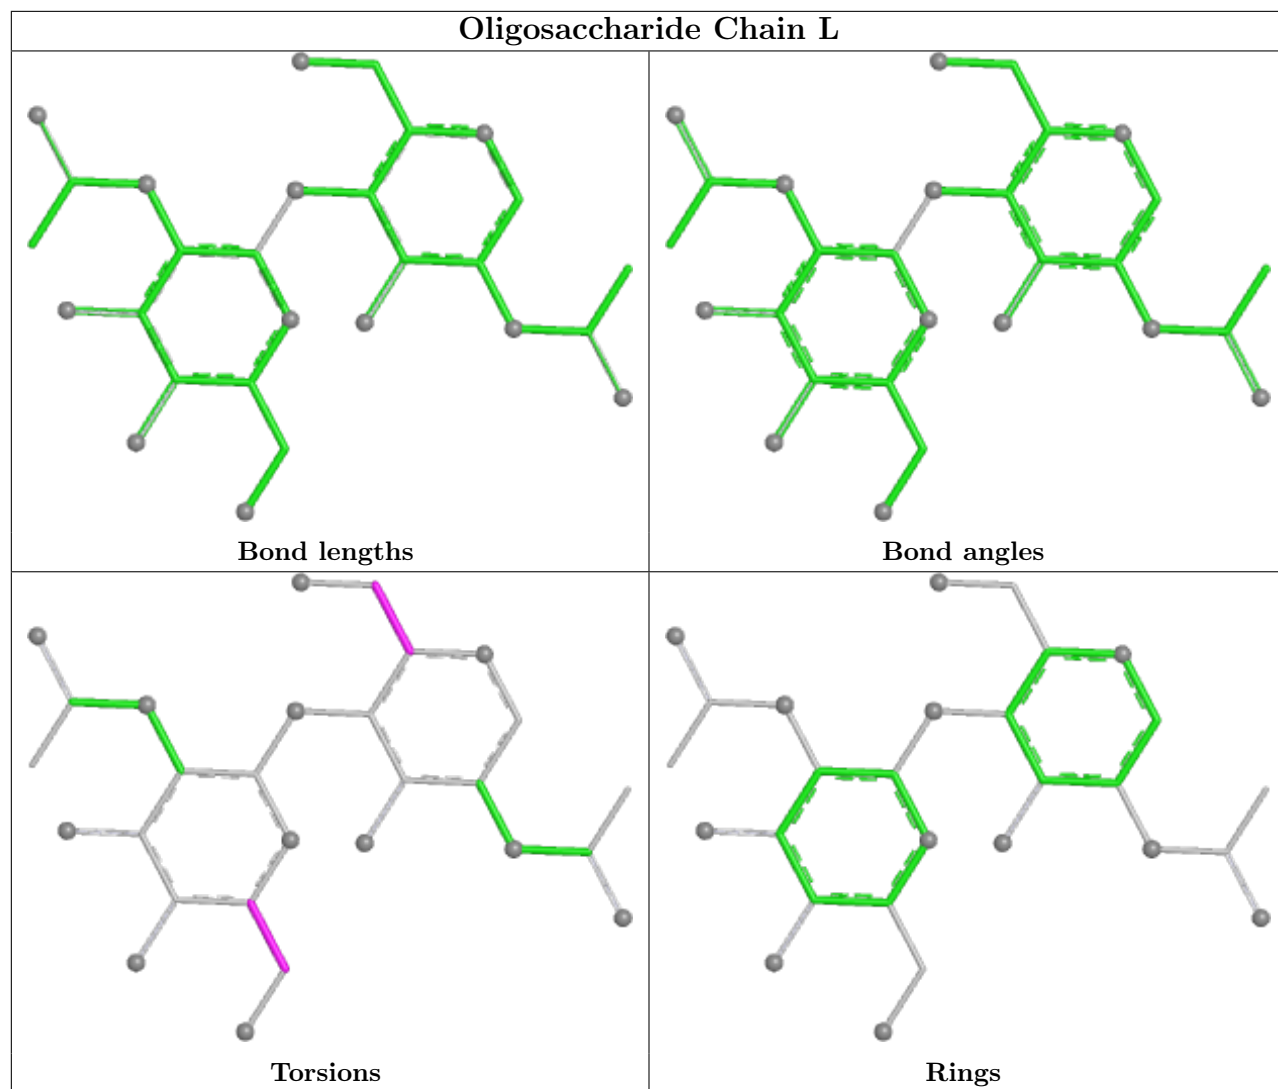 Oligosaccharide Chain L
Bond lengths
Bond angles
Torsions
Rings